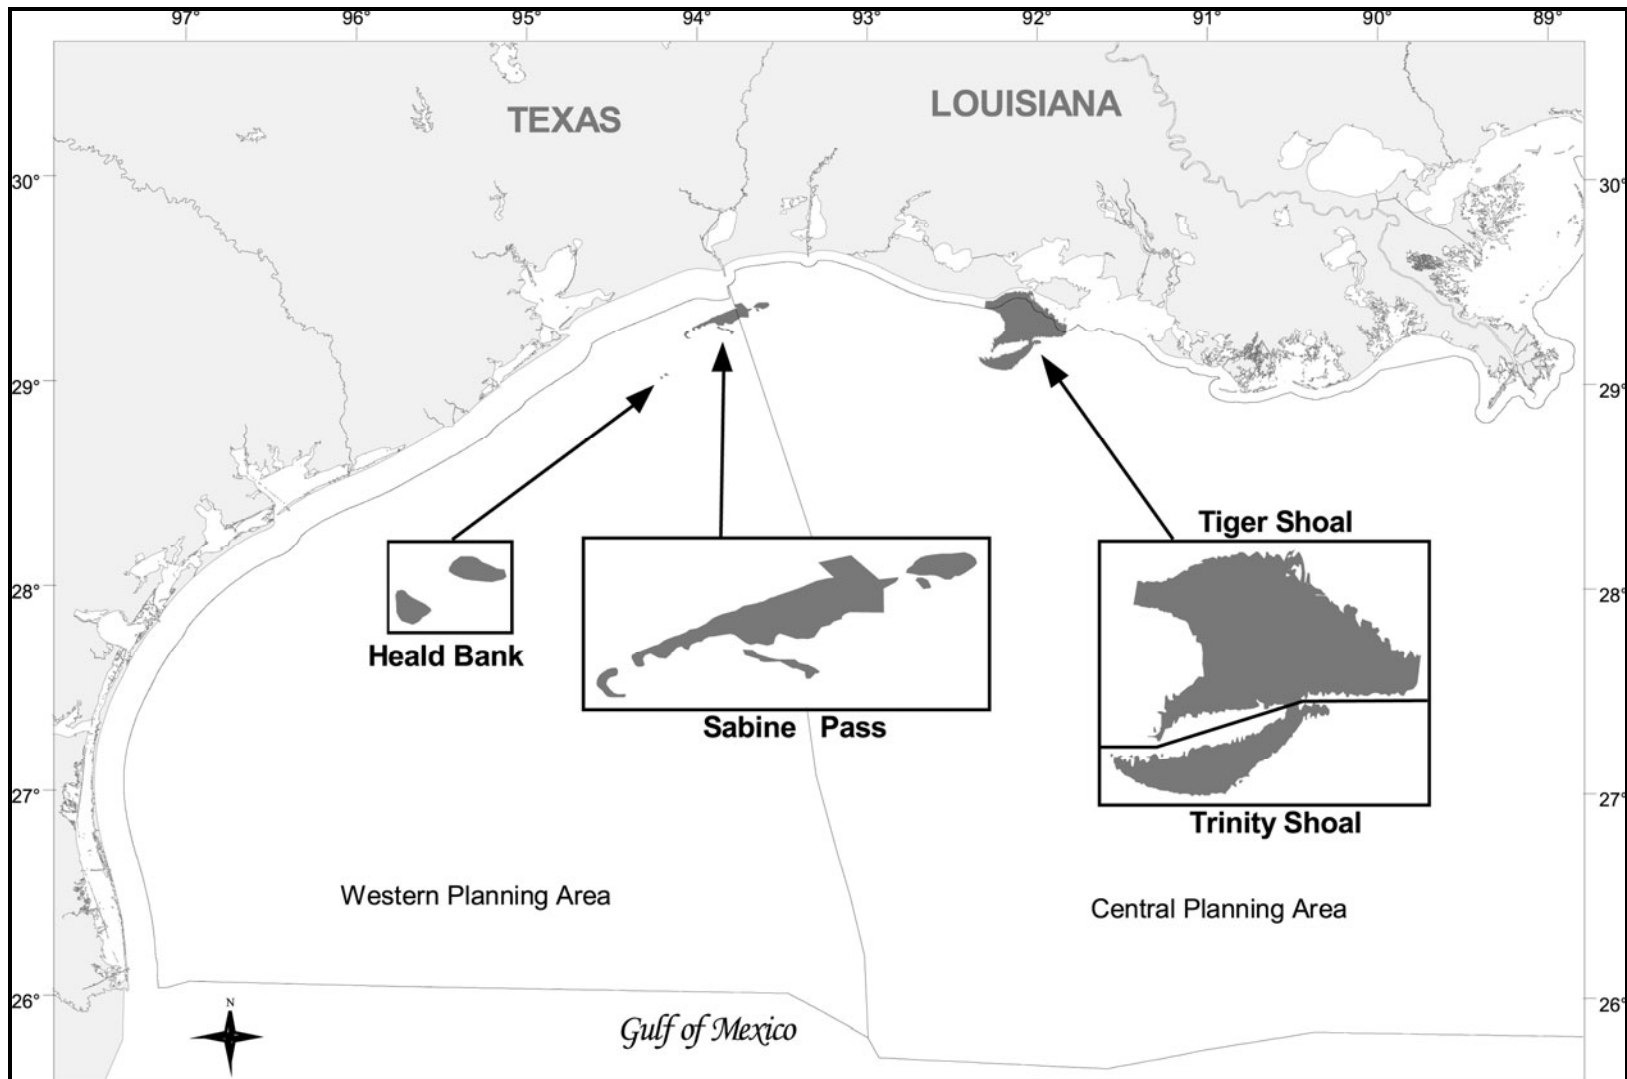 97° 96° 95° 94° 93° 92° 91° 90° 89°
TEXAS
LOUISIANA
30° 30°
29° 29°
Tiger Shoal
28° 28°
Heald Bank
Sabine Pass
27° 27°
Trinity Shoal
Western Planning Area
Central Planning Area
26° 26°
N
Gulf of Mexico